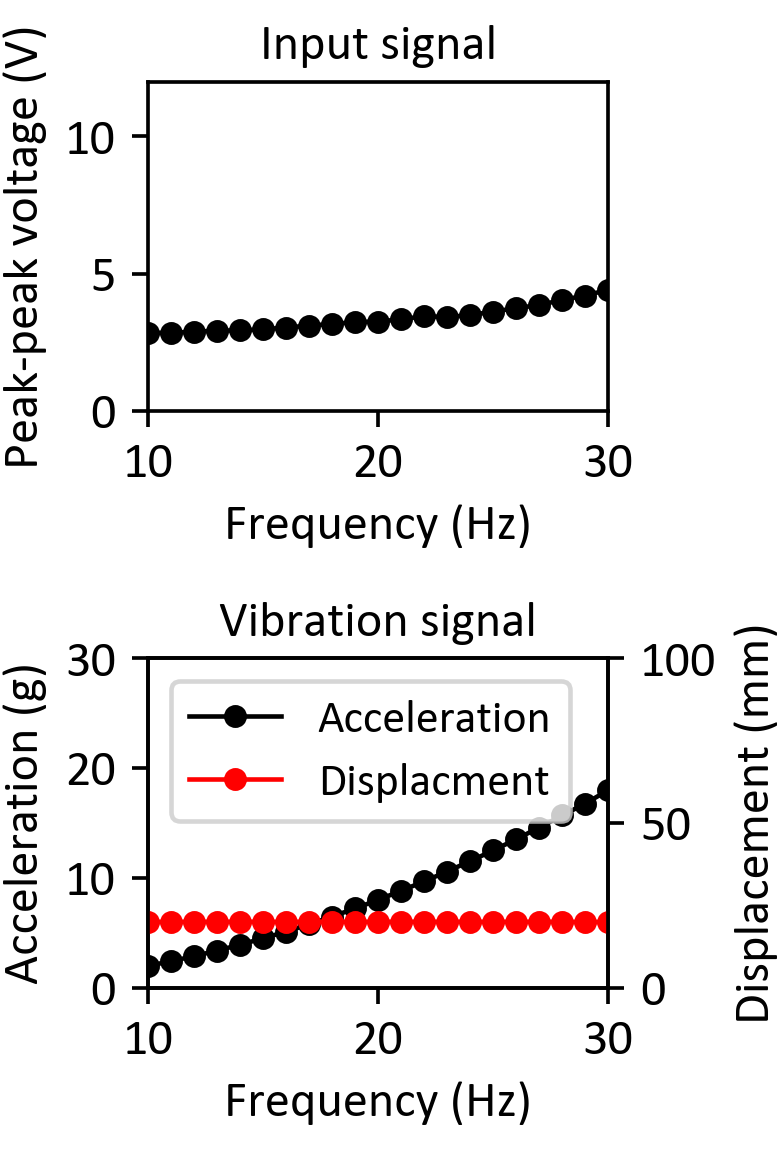 Input signal
Peak-peak voltage (V)
10
5
0
10 20 30
Frequency (Hz)
Vibration signal
Acceleration (g)
30
20
10
0
Acceleration
Displacment
100
50
0
Displacement (mm)
10 20 30
Frequency (Hz)